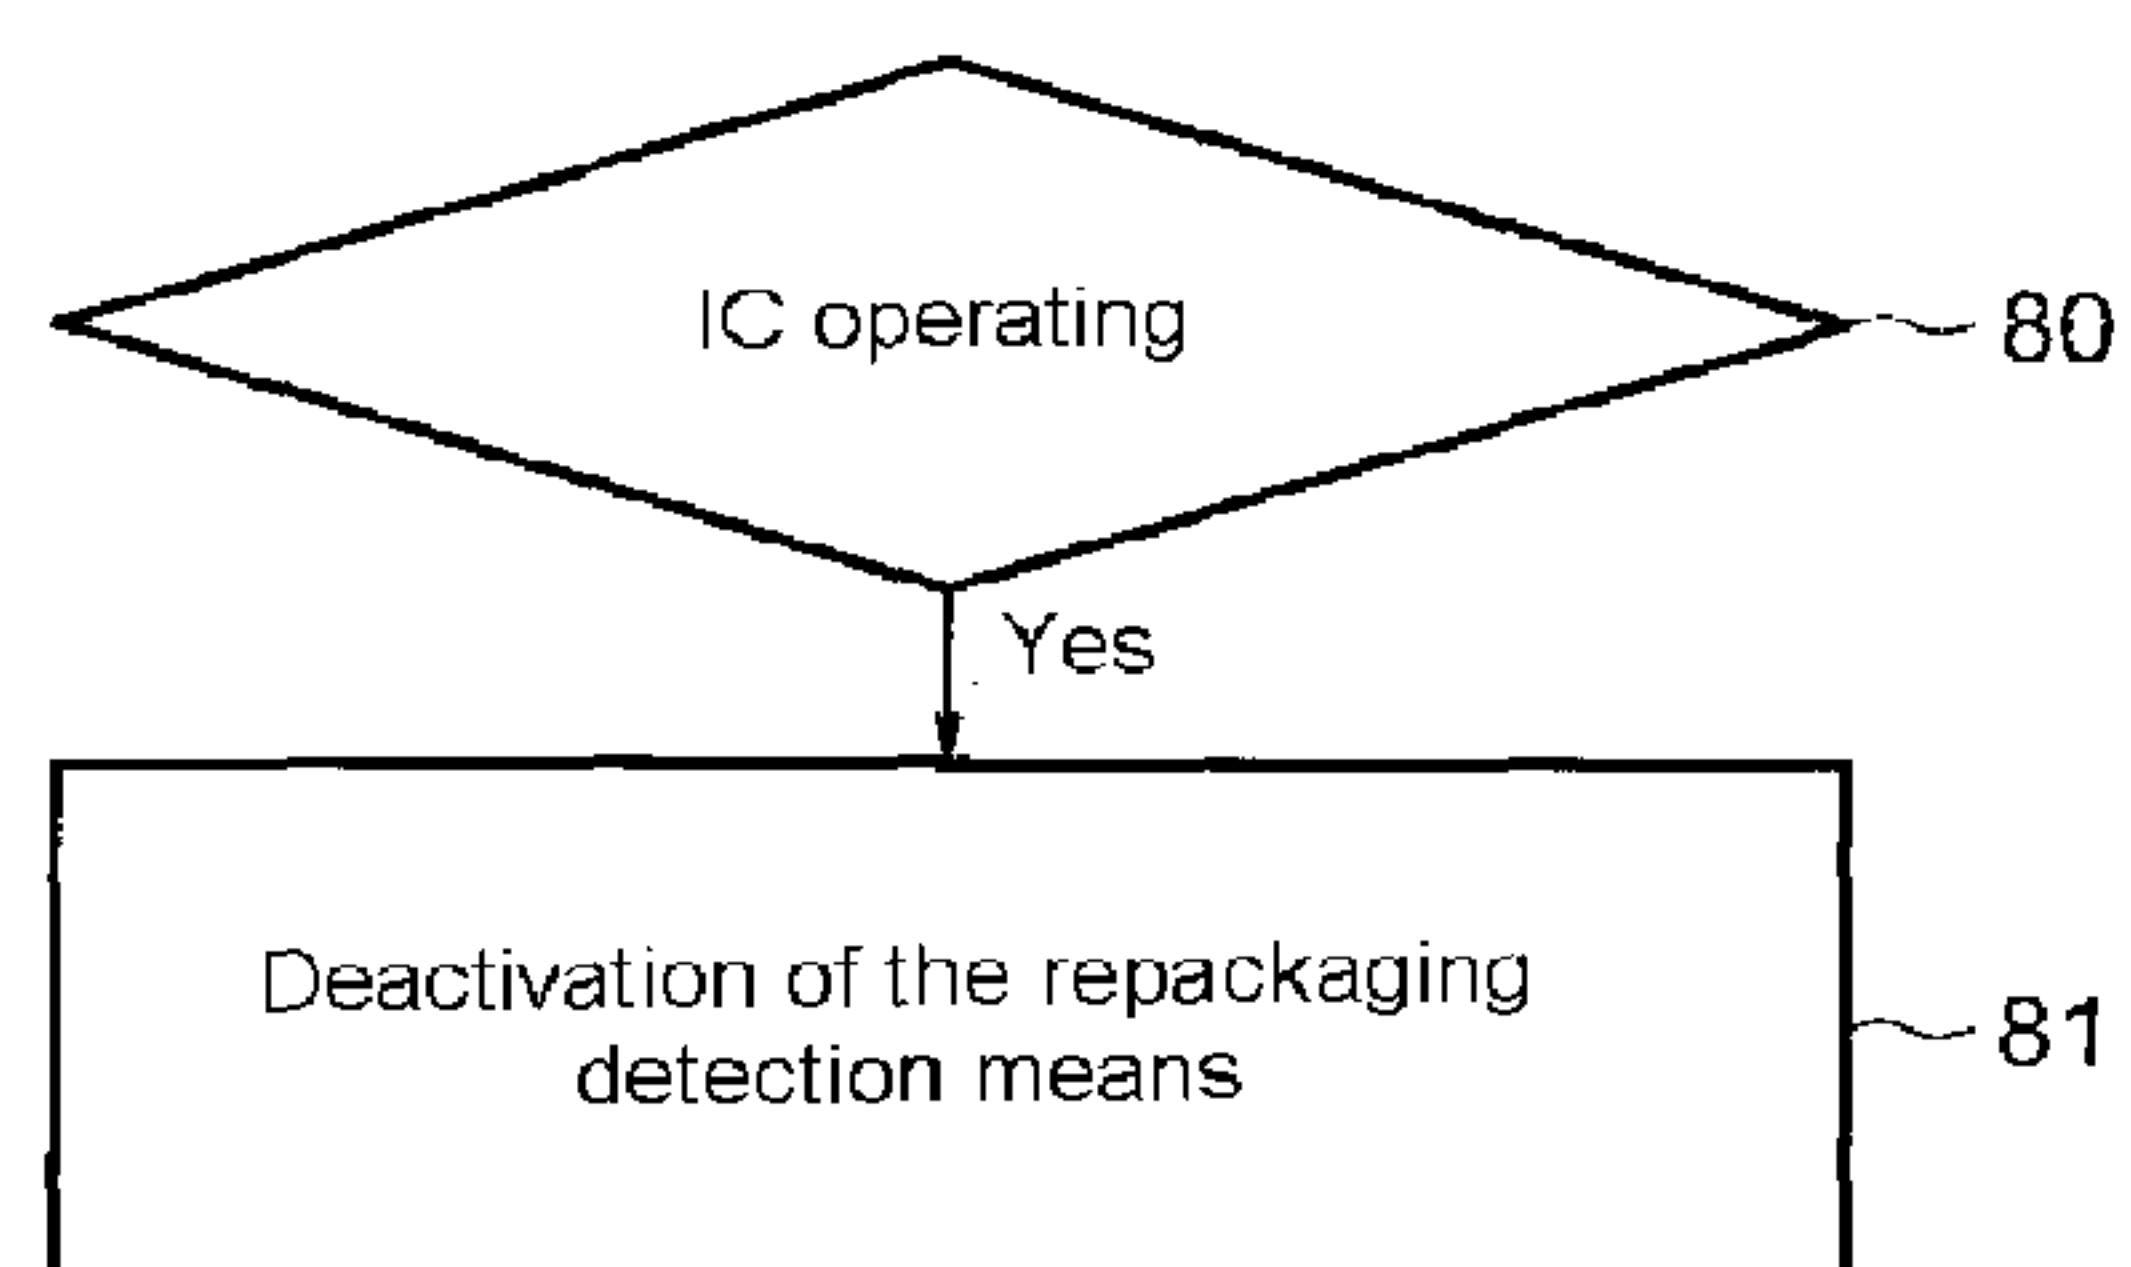 IC operating
80
Yes
Deactivation of the repackaging
detection means
81